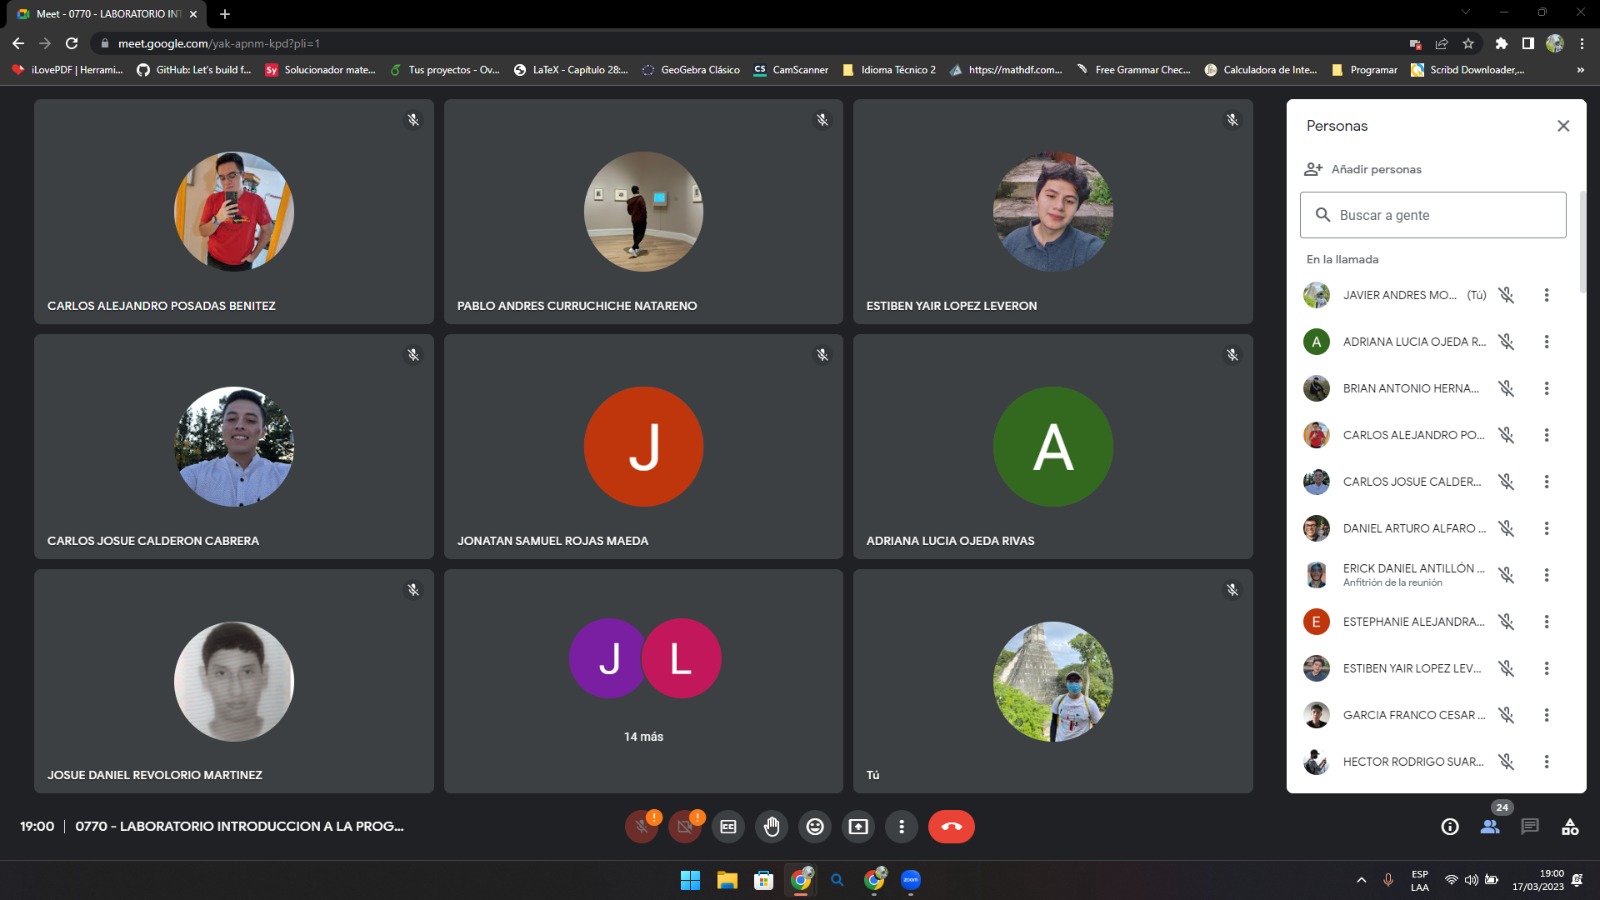 Meet - 0770 - LABORATORIO INT
meet.google.com/yak-apnm-kpd?pli=1
iLovePDF | Herrami...
GitHub: Let's build f...
Sy
Solucionador mate...
Tus proyectos - Ov...
LaTeX - Capítulo 28:...
GeoGebra Clásico
CS
CamScanner
Idioma Técnico 2
https://mathdf.com...
Free Grammar Chec...
Calculadora de Inte...
Programar
Scribd Downloader,...
»
CARLOS ALEJANDRO POSADAS BENITEZ
PABLO ANDRES CURRUCHICHE NATARENO
ESTIBEN YAIR LOPEZ LEVERON
CARLOS JOSUE CALDERON CABRERA
J
JONATAN SAMUEL ROJAS MAEDA
A
ADRIANA LUCIA OJEDA RIVAS
JOSUE DANIEL REVOLORIO MARTINEZ
J
L
14 más
Tú
Personas
Añadir personas
Buscar a gente
En la llamada
JAVIER ANDRES MO... (Tú)
A
ADRIANA LUCIA OJEDA R...
BRIAN ANTONIO HERNA...
CARLOS ALEJANDRO PO...
CARLOS JOSUE CALDER...
DANIEL ARTURO ALFARO ...
ERICK DANIEL ANTILLÓN ...
Anfitrión de la reunión
E
ESTEPHANIE ALEJANDRA...
ESTIBEN YAIR LOPEZ LEV...
GARCIA FRANCO CESAR ...
HECTOR RODRIGO SUAR...
19:00 | 0770 - LABORATORIO INTRODUCCION A LA PROG...
!
!
24
zoom
ESP
LAA
19:00
17/03/2023